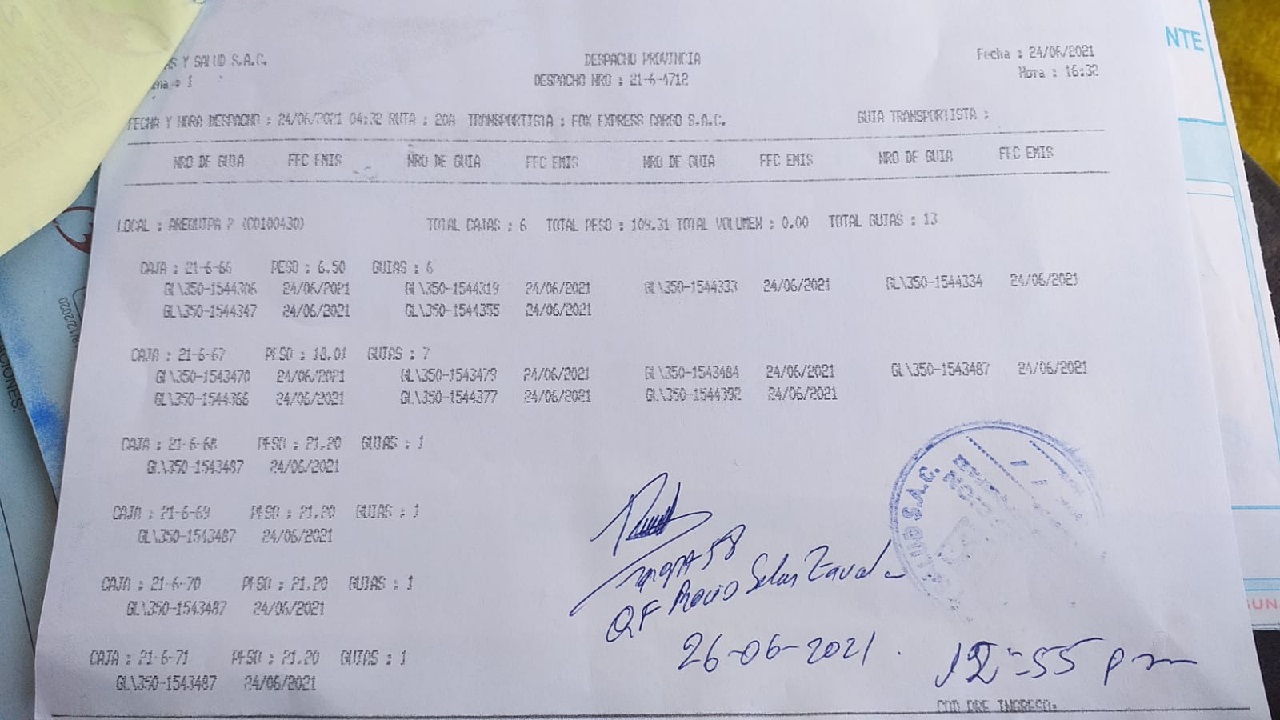 Y SALUD S.A.C.
DESPACHO PROVINCIA
Fecha : 24/06/2021
DESPACHO NRO : 21-6-4712
Hora : 16:32
FECHA Y HORA DESPACHO : 24/06/2021 04:32 RUTA : 20A TRANSPORTISTA : FOX EXPRESS CARGO S.A.C.
GUIA TRANSPORTISTA :
NRO DE GUIA FEC EMIS NRO DE GUIA FEC EMIS NRO DE GUIA FEC EMIS NRO DE GUIA FEC EMIS
LOCAL : AREQUIPA TOTAL CAJAS : 6 TOTAL PESO : 109.31 TOTAL VOLUMEN : 0.00 TOTAL GUIAS : 13
CAJA : 21-6-66 PESO : 6.50 GUIAS : 6
GL\350-1544306 24/06/2021 GL\350-1544319 24/06/2021 GL\350-1544333 24/06/2021 GL\350-1544334 24/06/2021
GL\350-1544347 24/06/2021 GL\350-1544355 24/06/2021
CAJA : 21-6-67 PESO : 18.01 GUIAS : 7
GL\350-1543470 24/06/2021 GL\350-1543479 24/06/2021 GL\350-1543484 24/06/2021 GL\350-1543487 24/06/2021
GL\350-1544366 24/06/2021 GL\350-1544377 24/06/2021 GL\350-1544392 24/06/2021
CAJA : 21-6-68 PESO : 21.20 GUIAS : 1
GL\350-1543487 24/06/2021
CAJA : 21-6-69 PESO : 21.20 GUIAS : 1
GL\350-1543487 24/06/2021
CAJA : 21-6-70 PESO : 21.20 GUIAS : 1
GL\350-1543487 24/06/2021
CAJA : 21-6-71 PESO : 21.20 GUIAS : 1
GL\350-1543487 24/06/2021
QF Zavala
26-06-2021.
12:55 pm
S.A.C.
NTE